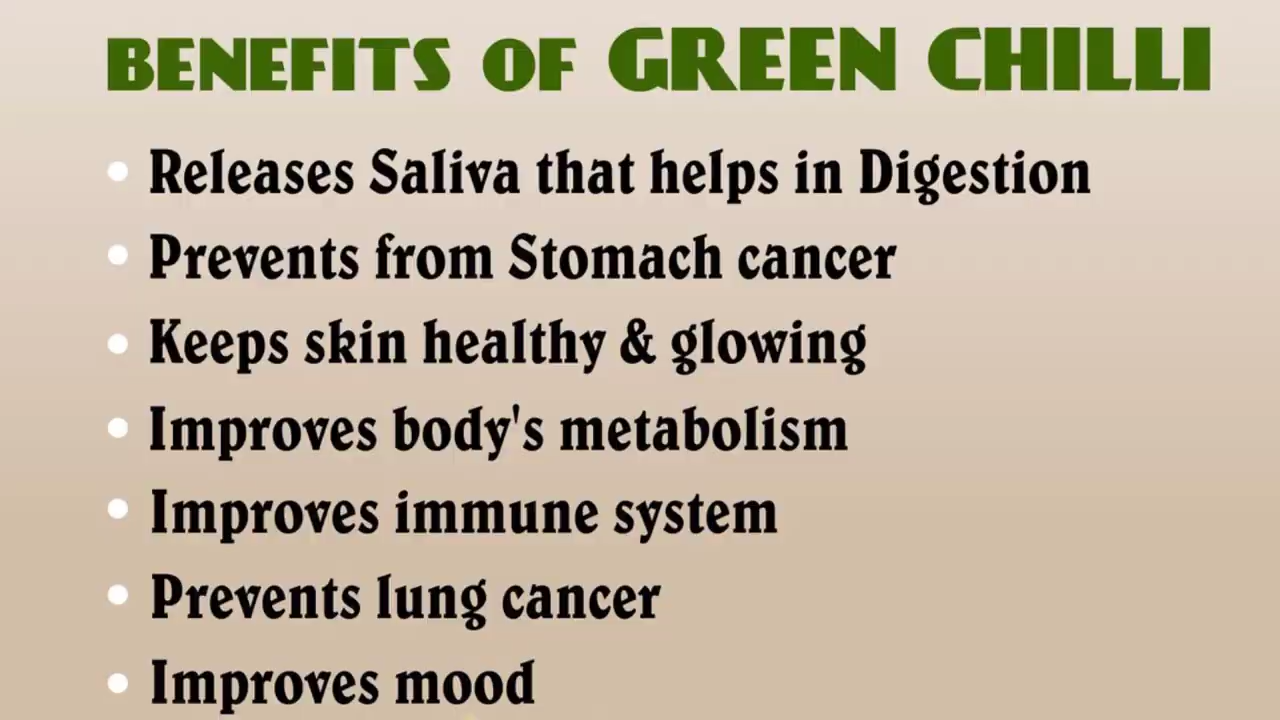 BENEFITS OF GREEN CHILLI
Releases Saliva that helps in Digestion
Prevents from Stomach cancer
Keeps skin healthy & glowing
Improves body's metabolism
Improves immune system
Prevents lung cancer
Improves mood